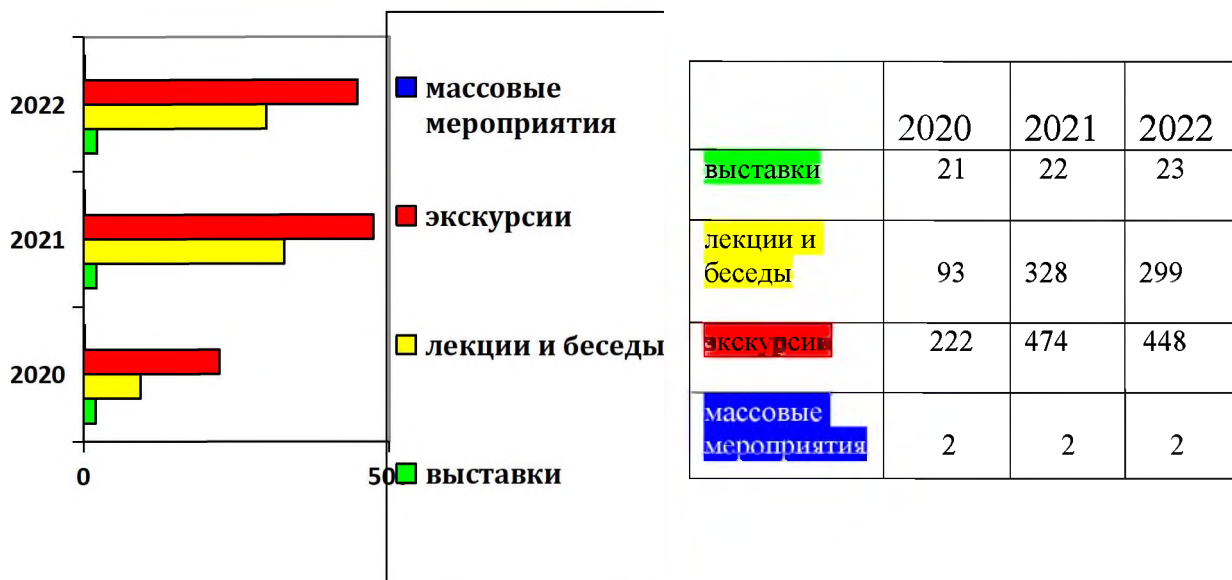 2022
2021
2020
0
50
массовые
мероприятия
экскурсии
лекции и беседы
выставки
2020 2021 2022
выставки 21 22 23
лекции и
беседы 93 328 299
экскурсии 222 474 448
массовые
мероприятия 2 2 2